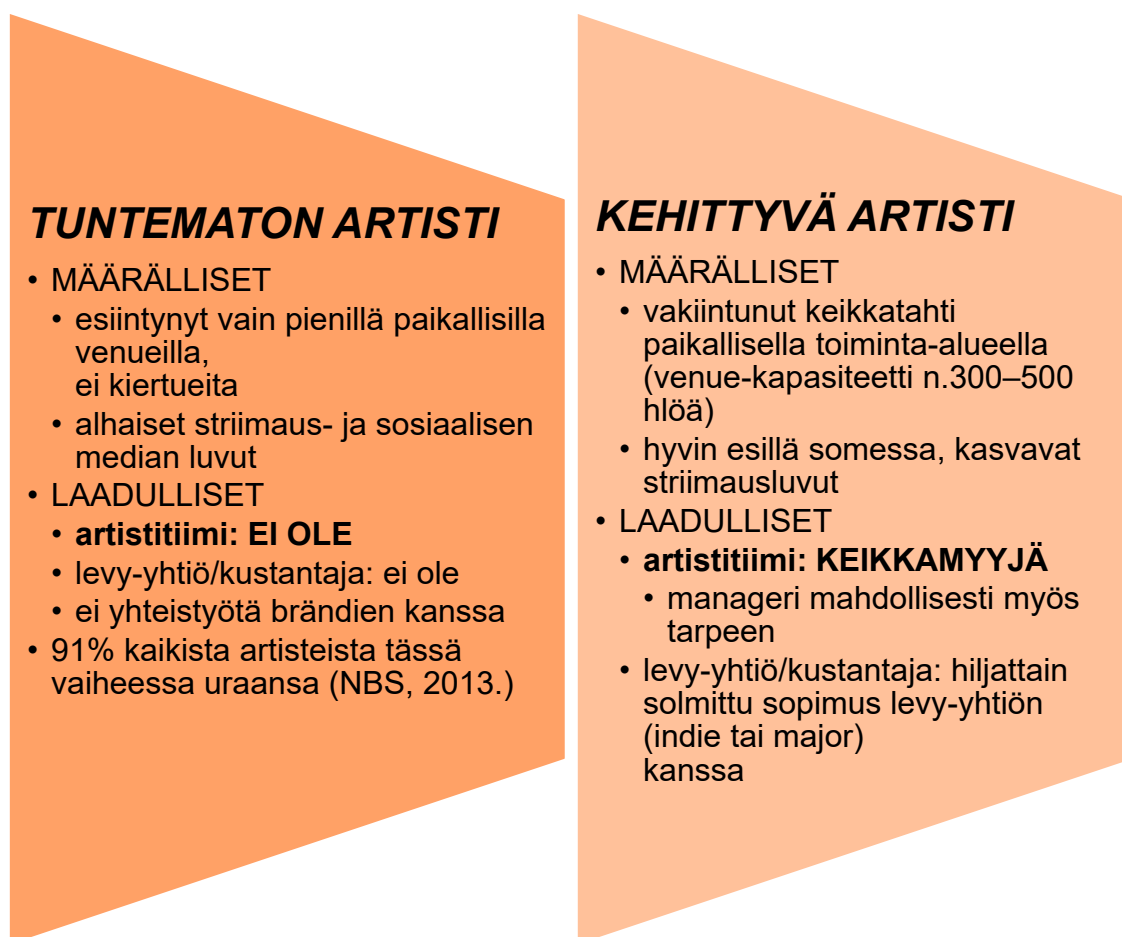 TUNTEMATON ARTISTI
• MÄÄRÄLLISET
• esiintynyt vain pienillä paikallisilla
venueilla,
ei kiertueita
• alhaiset striimaus- ja sosiaalisen
median luvut
• LAADULLISET
• artistitiimi: EI OLE
• levy-yhtiö/kustantaja: ei ole
• ei yhteistyötä brändien kanssa
• 91% kaikista artisteista tässä
vaiheessa uraansa (NBS, 2013.)
KEHITTYVÄ ARTISTI
• MÄÄRÄLLISET
• vakiintunut keikkatahti
paikallisella toiminta-alueella
(venue-kapasiteetti n.300–500
hlöä)
• hyvin esillä somessa, kasvavat
striimausluvut
• LAADULLISET
• artistitiimi: KEIKKAMYYJÄ
• manageri mahdollisesti myös
tarpeen
• levy-yhtiö/kustantaja: hiljattain
solmittu sopimus levy-yhtiön
(indie tai major)
kanssa